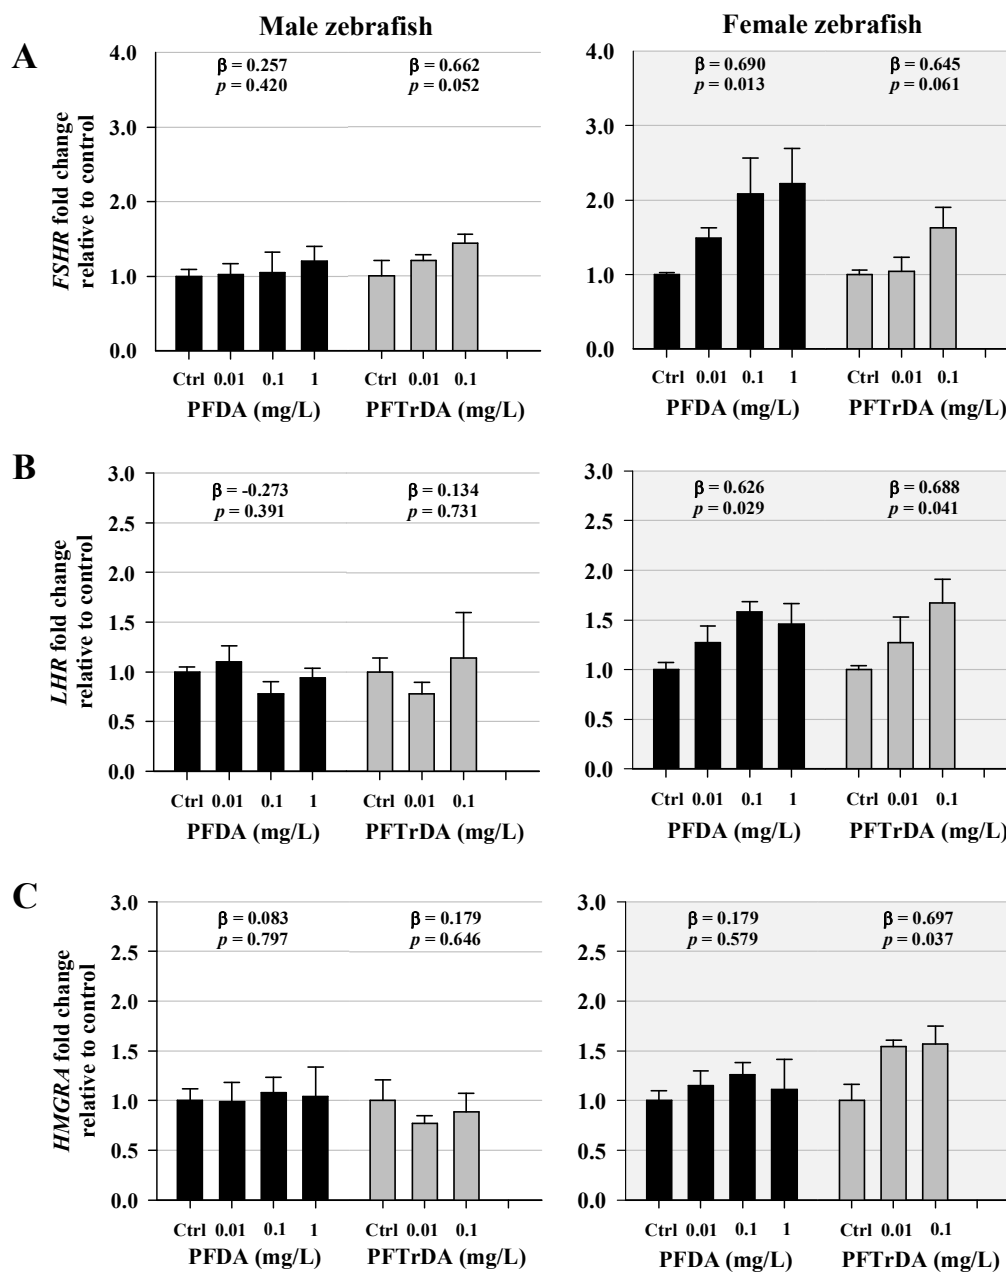 Male zebrafish
Female zebrafish
A
FSHR fold change
relative to control
4.0
3.0
2.0
1.0
0.0
β = 0.257
p = 0.420
β = 0.662
p = 0.052
Ctrl 0.01 0.1 1
PFDA (mg/L)
Ctrl 0.01 0.1
PFTrDA (mg/L)
4.0
3.0
2.0
1.0
0.0
β = 0.690
p = 0.013
β = 0.645
p = 0.061
Ctrl 0.01 0.1 1
PFDA (mg/L)
Ctrl 0.01 0.1
PFTrDA (mg/L)
B
LHR fold change
relative to control
3.0
2.5
2.0
1.5
1.0
0.5
0.0
β = -0.273
p = 0.391
β = 0.134
p = 0.731
Ctrl 0.01 0.1 1
PFDA (mg/L)
Ctrl 0.01 0.1
PFTrDA (mg/L)
3.0
2.5
2.0
1.5
1.0
0.5
0.0
β = 0.626
p = 0.029
β = 0.688
p = 0.041
Ctrl 0.01 0.1 1
PFDA (mg/L)
Ctrl 0.01 0.1
PFTrDA (mg/L)
C
HMGRA fold change
relative to control
3.0
2.5
2.0
1.5
1.0
0.5
0.0
β = 0.083
p = 0.797
β = 0.179
p = 0.646
Ctrl 0.01 0.1 1
PFDA (mg/L)
Ctrl 0.01 0.1
PFTrDA (mg/L)
3.0
2.5
2.0
1.5
1.0
0.5
0.0
β = 0.179
p = 0.579
β = 0.697
p = 0.037
Ctrl 0.01 0.1 1
PFDA (mg/L)
Ctrl 0.01 0.1
PFTrDA (mg/L)